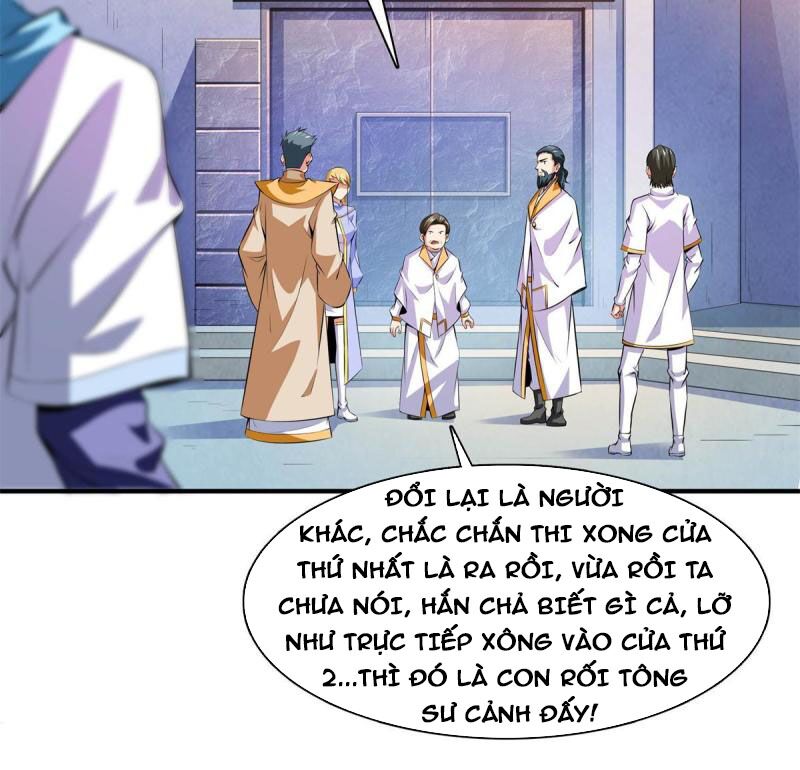 ĐỔI LẠI LÀ NGƯỜI
KHÁC, CHẮC CHẮN THI XONG CỬA
THỨ NHẤT LÀ RA RỒI, VỪA RỒI TA
CHƯA NÓI, HẮN CHẢ BIẾT GÌ CẢ, LỠ
NHƯ TRỰC TIẾP XÔNG VÀO CỬA THỨ
2...THÌ ĐÓ LÀ CON RỐI TÔNG
SƯ CẢNH ĐẤY!